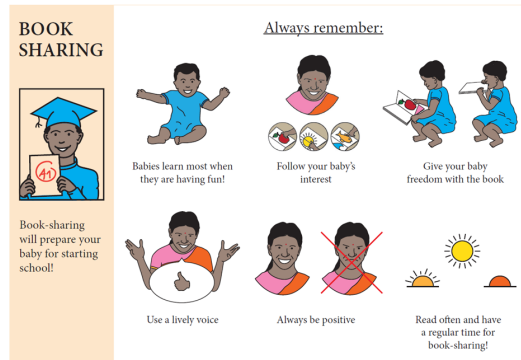 BOOK
SHARING
A1
Book-sharing
will prepare your
baby for starting
school!
Always remember:
Babies learn most when
they are having fun!
Follow your baby's
interest
Give your baby
freedom with the book
Use a lively voice
Always be positive
Read often and have
a regular time for
book-sharing!